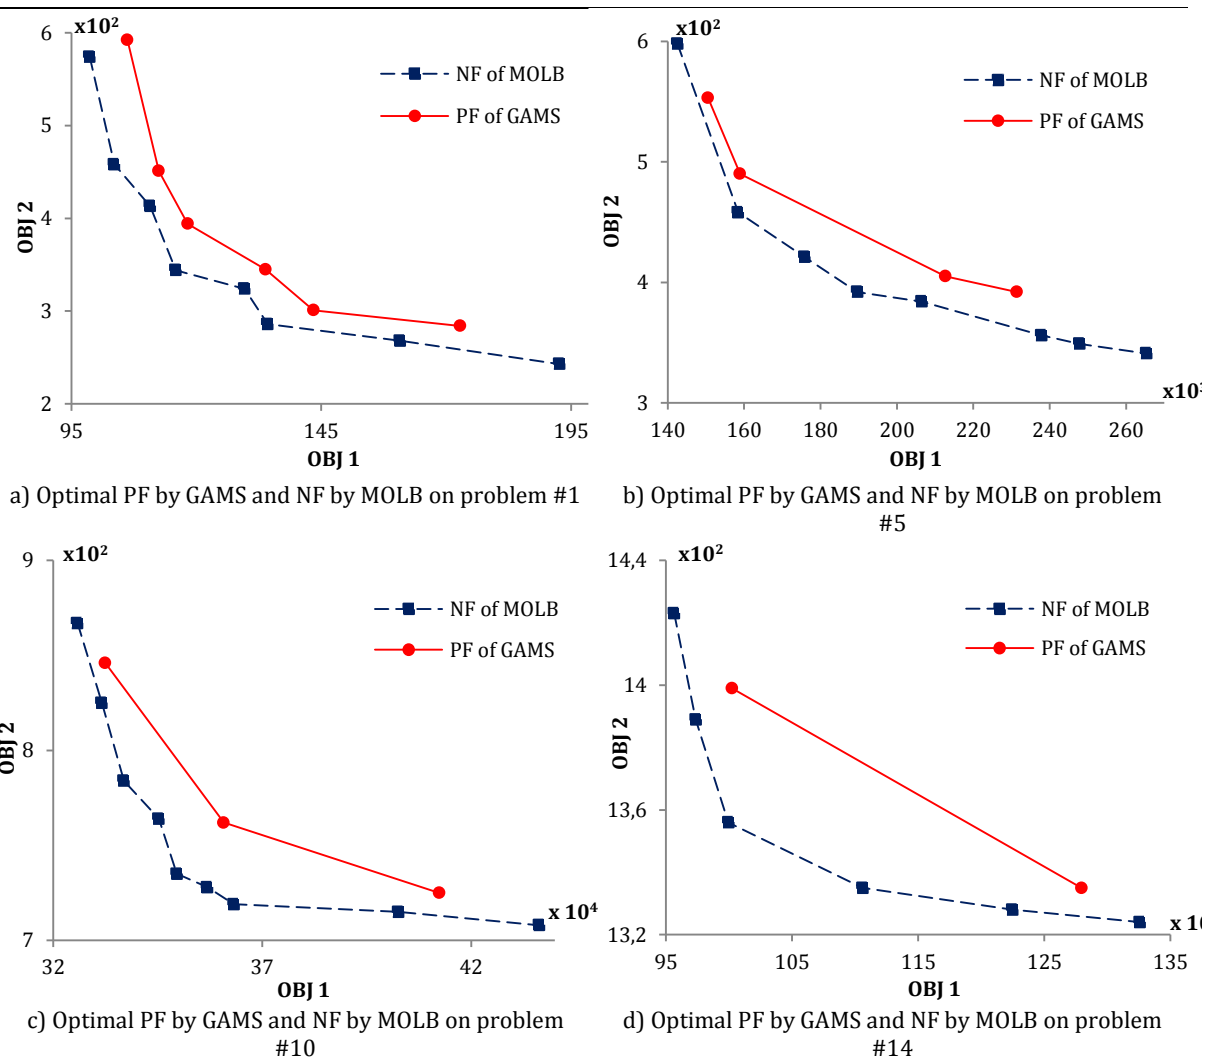 x10²
6
5
4
3
2
OBJ 2
NF of MOLB
PF of GAMS
95
145
195
OBJ 1
a) Optimal PF by GAMS and NF by MOLB on problem #1
x10²
6
5
4
3
OBJ 2
NF of MOLB
PF of GAMS
140
160
180
200
220
240
260
OBJ 1
b) Optimal PF by GAMS and NF by MOLB on problem
#5
x10²
9
8
7
OBJ 2
NF of MOLB
PF of GAMS
x 10⁴
32
37
42
OBJ 1
c) Optimal PF by GAMS and NF by MOLB on problem
#10
x10²
14,4
14
13,6
13,2
OBJ 2
NF of MOLB
PF of GAMS
95
105
115
125
135
OBJ 1
d) Optimal PF by GAMS and NF by MOLB on problem
#14